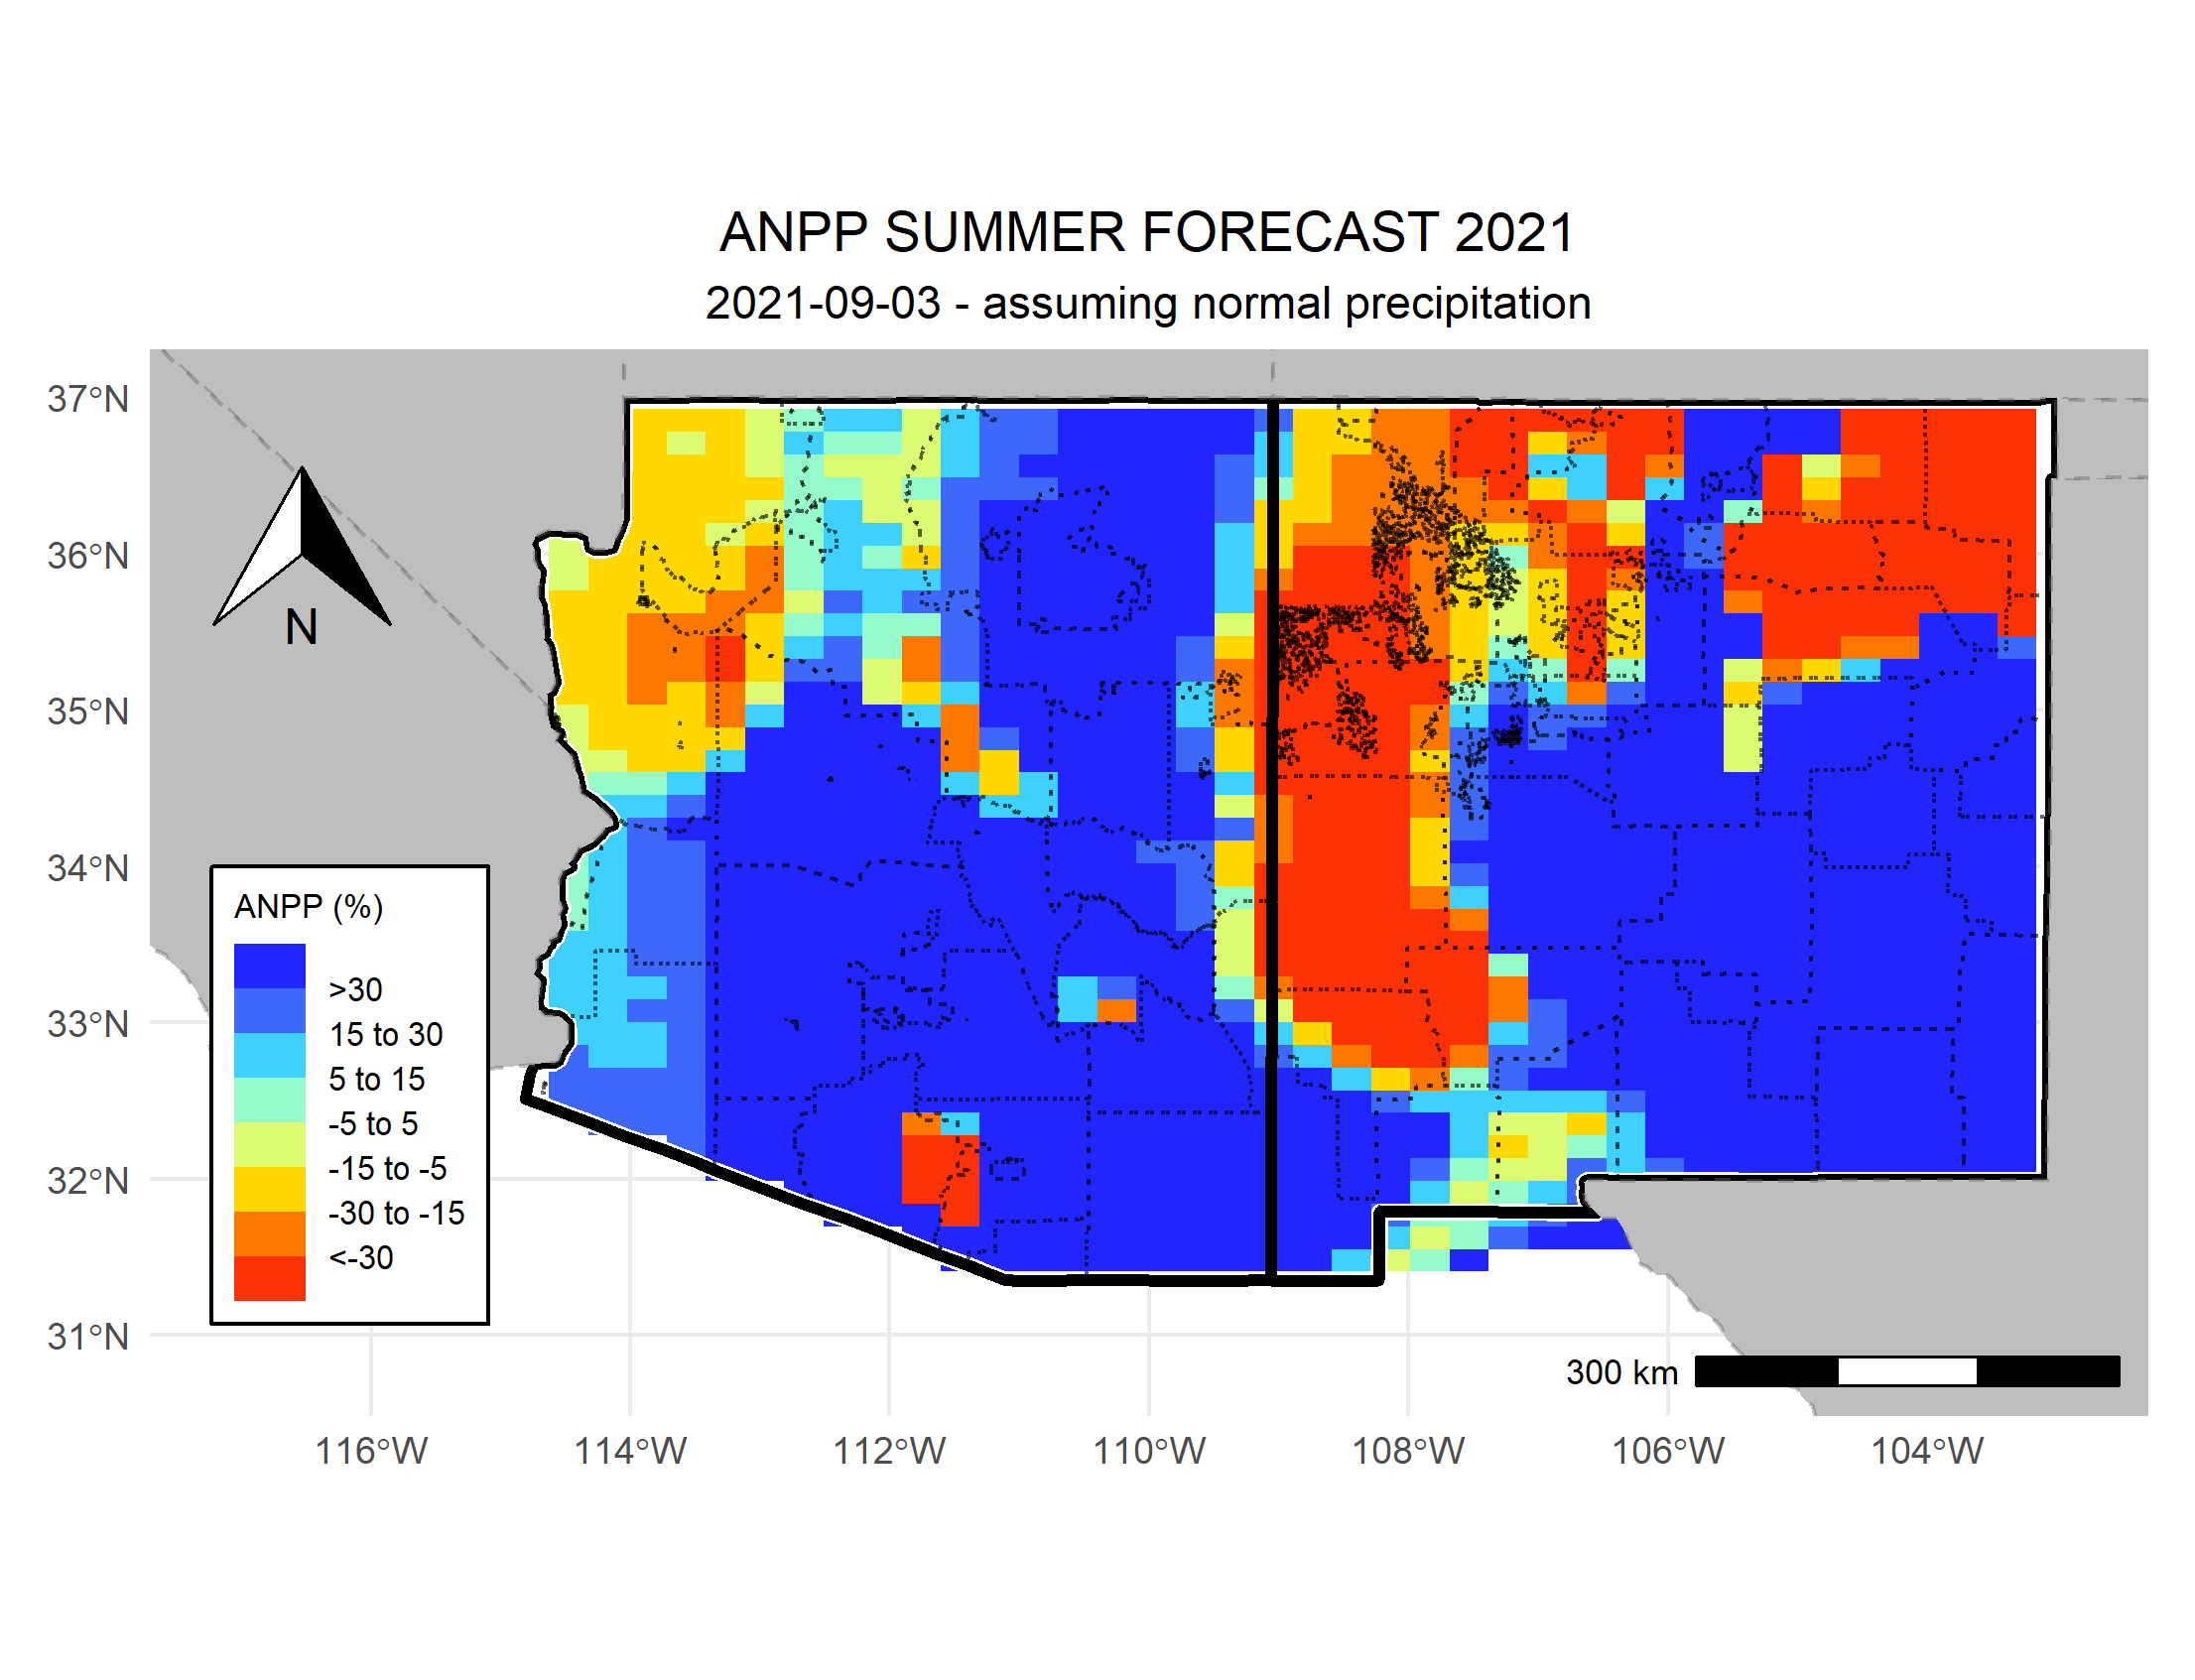 ANPP SUMMER FORECAST 2021
2021-09-03 - assuming normal precipitation
37°N
36°N
35°N
34°N
33°N
32°N
31°N
N
ANPP (%)
>30
15 to 30
5 to 15
-5 to 5
-15 to -5
-30 to -15
<-30
300 km
116°W
114°W
112°W
110°W
108°W
106°W
104°W